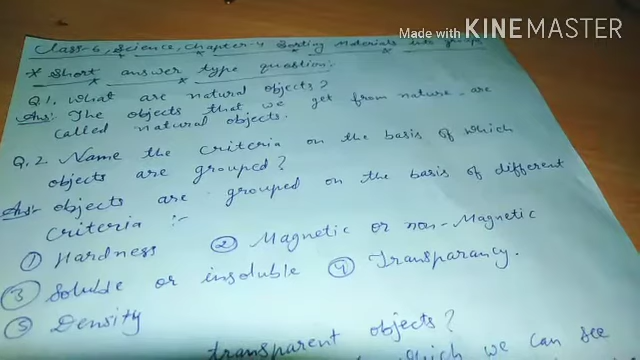 Made with KINEMASTER
Class-6, Science, Chapter-4 Sorting Materials into groups
* Short answer type question:
Q.1. What are natural objects?
Ans:- The objects that we get from nature are
called natural objects.
Q.2. Name the criteria on the basis of which
objects are grouped?
Ans:- Objects are grouped on the basis of different
criteria :-
① Hardness ② Magnetic or non-Magnetic
③ Soluble or insoluble ④ Transparancy.
⑤ Density
transparent objects?
which we can see